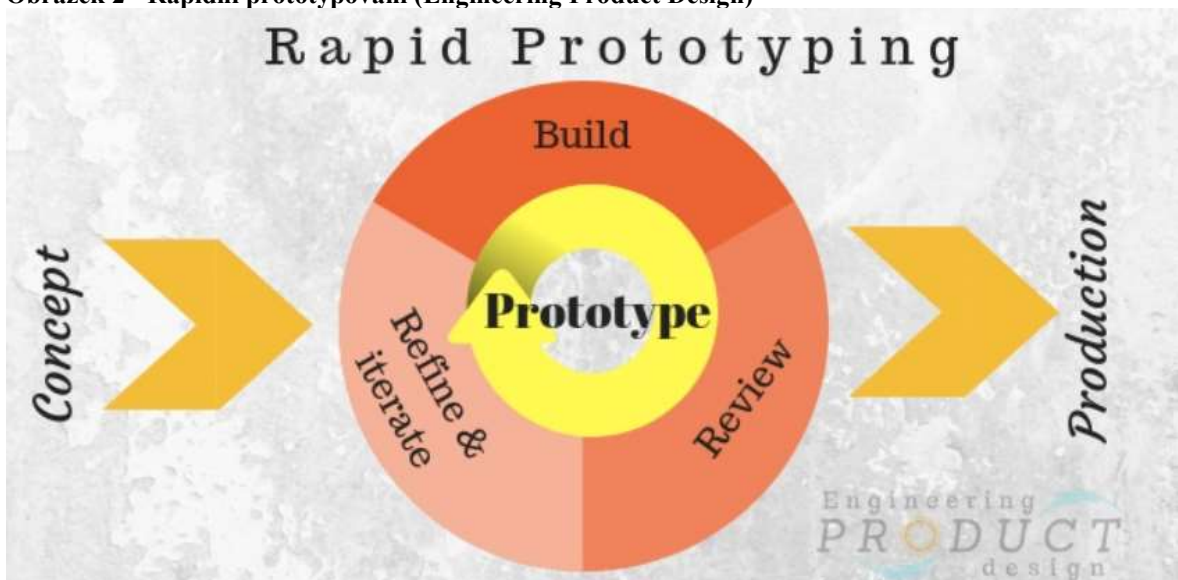 Obrázek 2 - Rapidní prototypování (Engineering Product Design)
Rapid Prototyping
Build
Concept
Prototype
Refine &
iterate
Review
Production
Engineering
PRODUCT
design